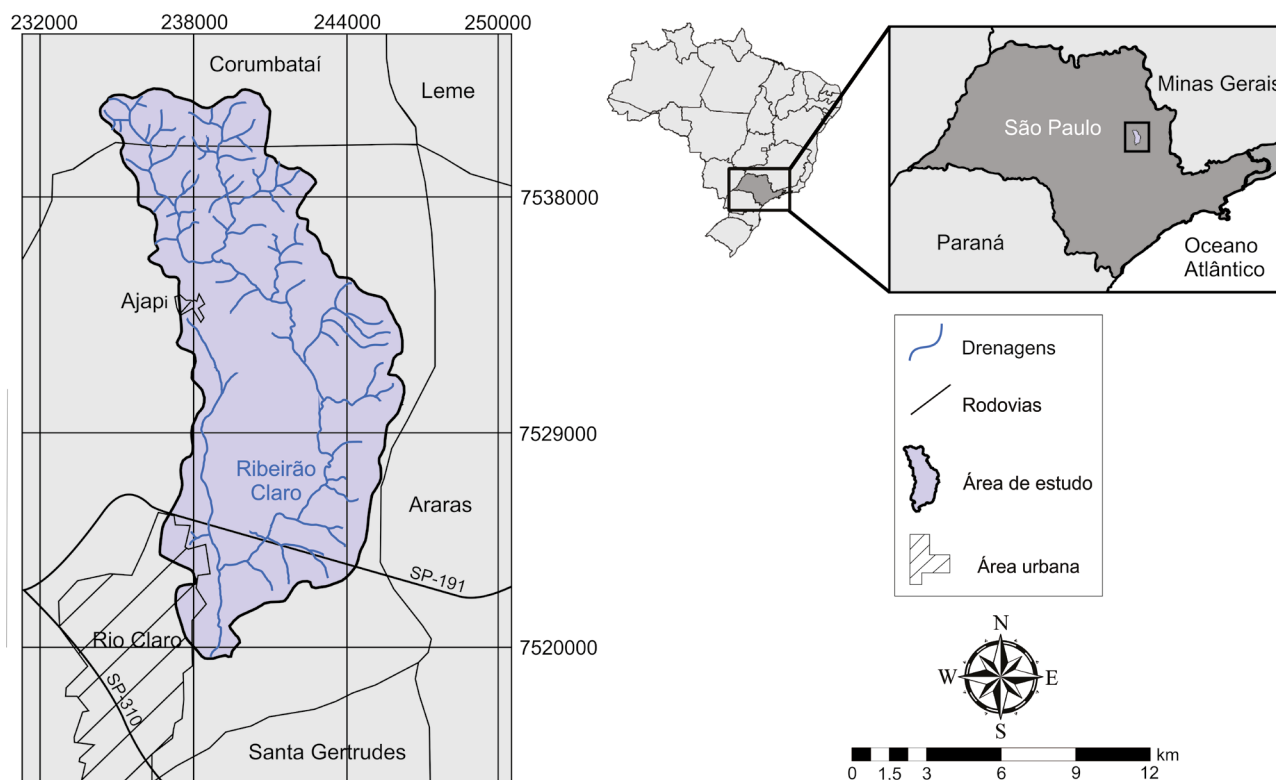 232000
238000
244000
250000
Corumbataí
Leme
7538000
Ajapi
7529000
Ribeirão
Claro
Araras
SP-191
Rio Claro
7520000
SP-310
Santa Gertrudes
Minas Gerais
São Paulo
Paraná
Oceano
Atlântico
Drenagens
Rodovias
Área de estudo
Área urbana
N
W
E
S
km
0
1.5
3
6
9
12